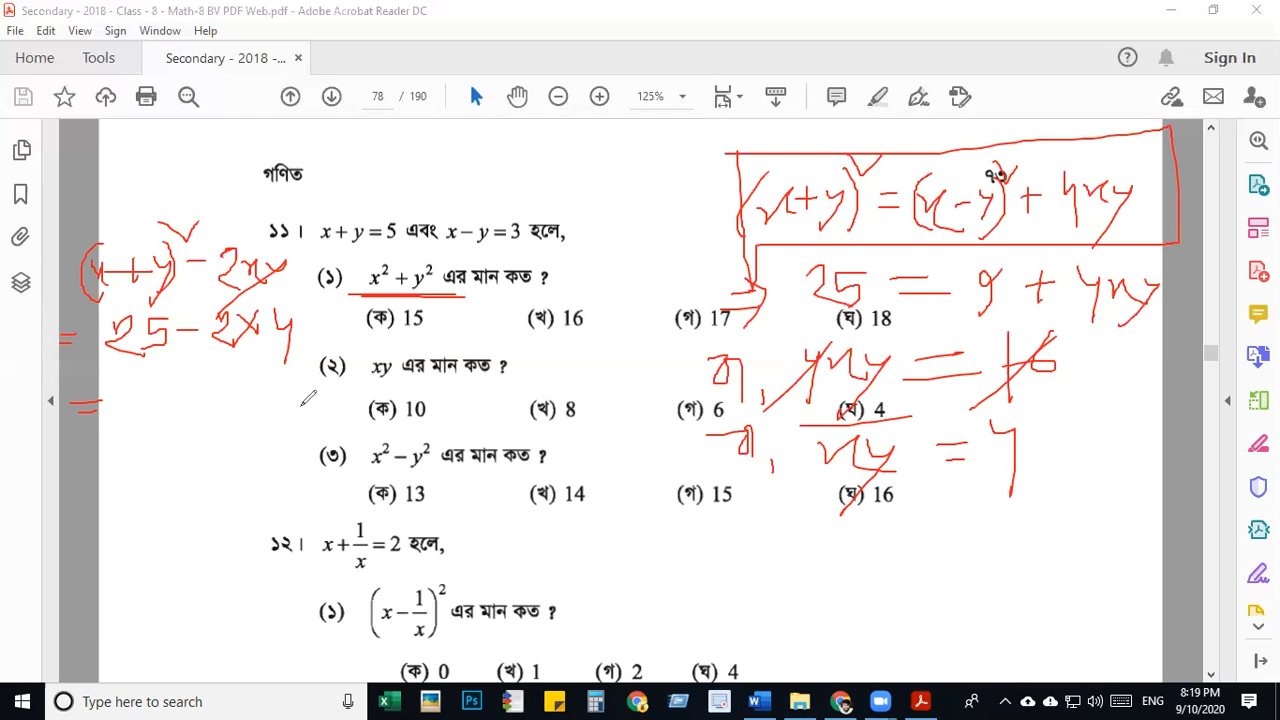 Secondary - 2018 - Class - 8 - Math-8 BV PDF Web.pdf - Adobe Acrobat Reader DC
File Edit View Sign Window Help
Home Tools Secondary - 2018 -... × Sign In
78 / 190 125%
গণিত ৭৩
(x+y)² = (x-y)² + 4xy
১১। x + y = 5 এবং x - y = 3 হলে,
(x+y)² - 2xy
(১) x² + y² এর মান কত ?
⇒ 25 = 9 + 4xy
(ক) 15 (খ) 16 (গ) 17 (ঘ) 18
= 25 - 2×4
(২) xy এর মান কত ?
বা, 4xy = 16
=
(ক) 10 (খ) 8 (গ) 6 (ঘ) 4
বা, xy = 4
(৩) x² - y² এর মান কত ?
(ক) 13 (খ) 14 (গ) 15 (ঘ) 16
১২। x + 1/x = 2 হলে,
(১) (x - 1/x)² এর মান কত ?
(ক) 0 (খ) 1 (গ) 2 (ঘ) 4
Type here to search
ENG 8:19 PM
9/10/2020